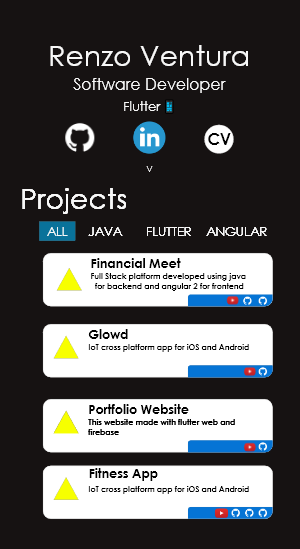 Renzo Ventura
Software Developer
Flutter
in
CV
v
Projects
ALL JAVA FLUTTER ANGULAR
Financial Meet
Full Stack platform developed using java
for backend and angular 2 for frontend
Glowd
IoT cross platform app for iOS and Android
Portfolio Website
This website made with flutter web and
firebase
Fitness App
IoT cross platform app for iOS and Android